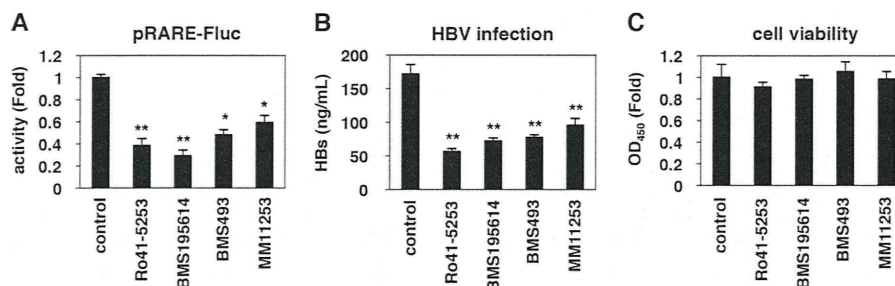 A
pRARE-Fluc
activity (Fold)
1.2
1
0.8
0.6
0.4
0.2
0
**
**
*
*
control
Ro41-5253
BMS195614
BMS493
MM11253
B
HBV infection
HBs (ng/mL)
200
150
100
50
0
**
**
**
**
control
Ro41-5253
BMS195614
BMS493
MM11253
C
cell viability
OD450 (Fold)
1.2
1
0.8
0.6
0.4
0.2
0
control
Ro41-5253
BMS195614
BMS493
MM11253